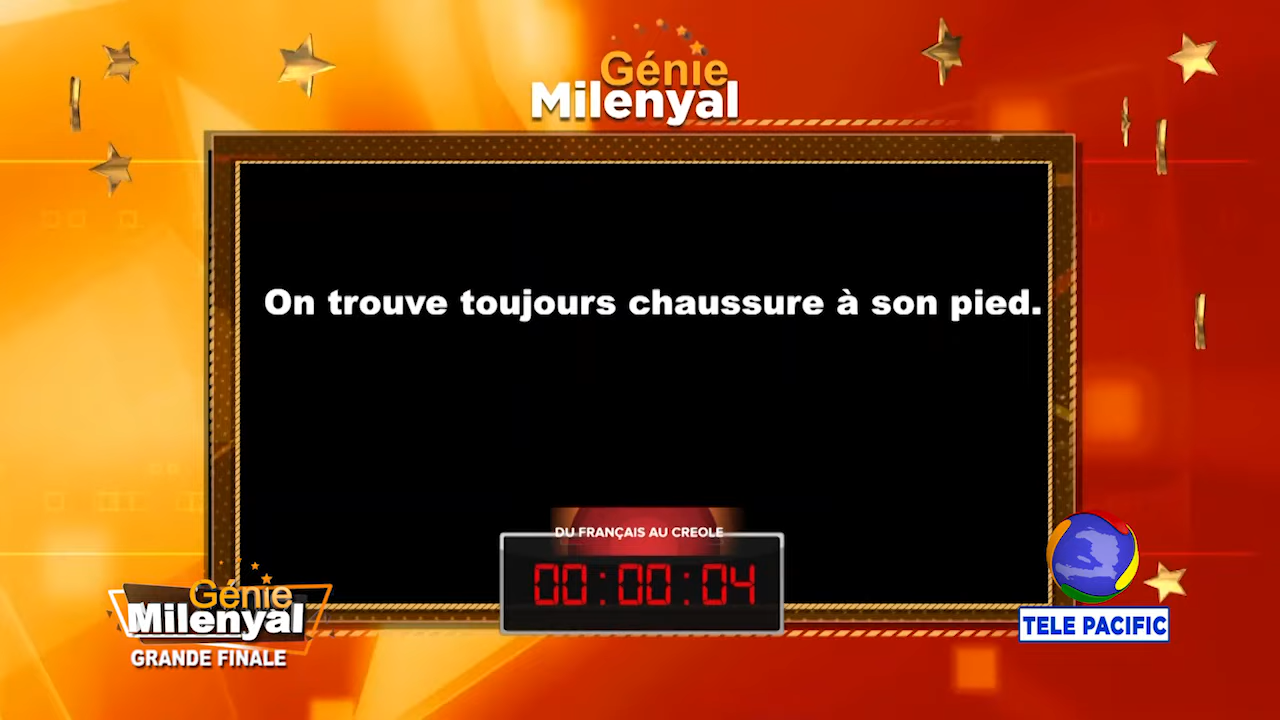 Génie
Milenyal
On trouve toujours chaussure à son pied.
DU FRANÇAIS AU CREOLE
00:00:04
Génie
Milenyal
GRANDE FINALE
TELE PACIFIC